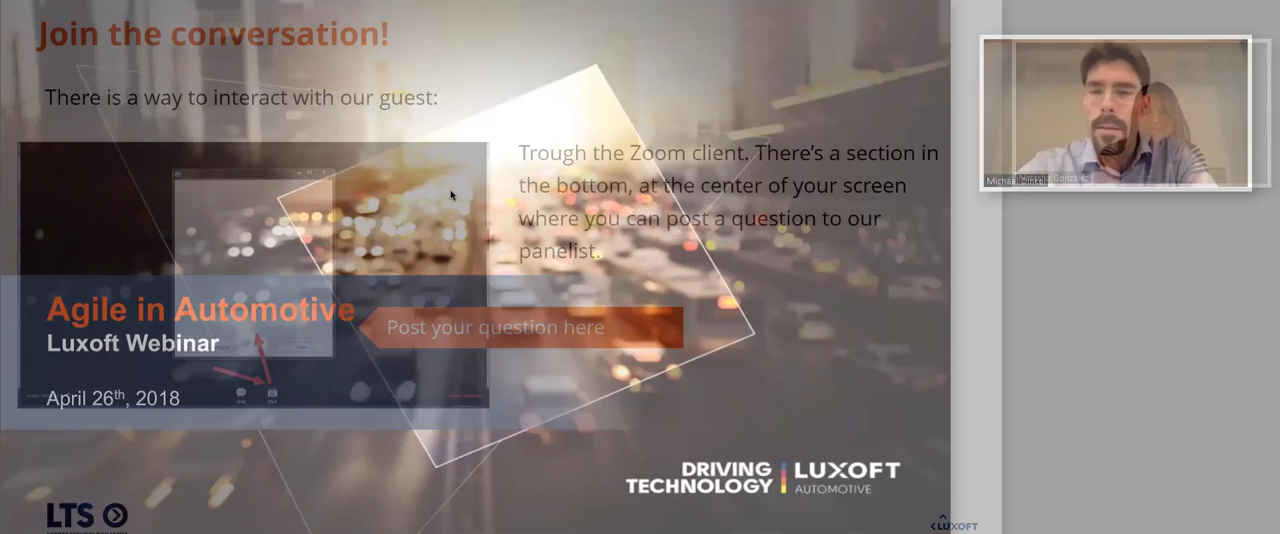 Join the conversation!
There is a way to interact with our guest:
Trough the Zoom client. There's a section in
the bottom, at the center of your screen
where you can post a question to our
panelist.
Agile in Automotive
Luxoft Webinar
Post your question here
April 26th, 2018
DRIVING
TECHNOLOGY
LUXOFT
AUTOMOTIVE
LTS
LUXOFT
Michael
Gonzalez